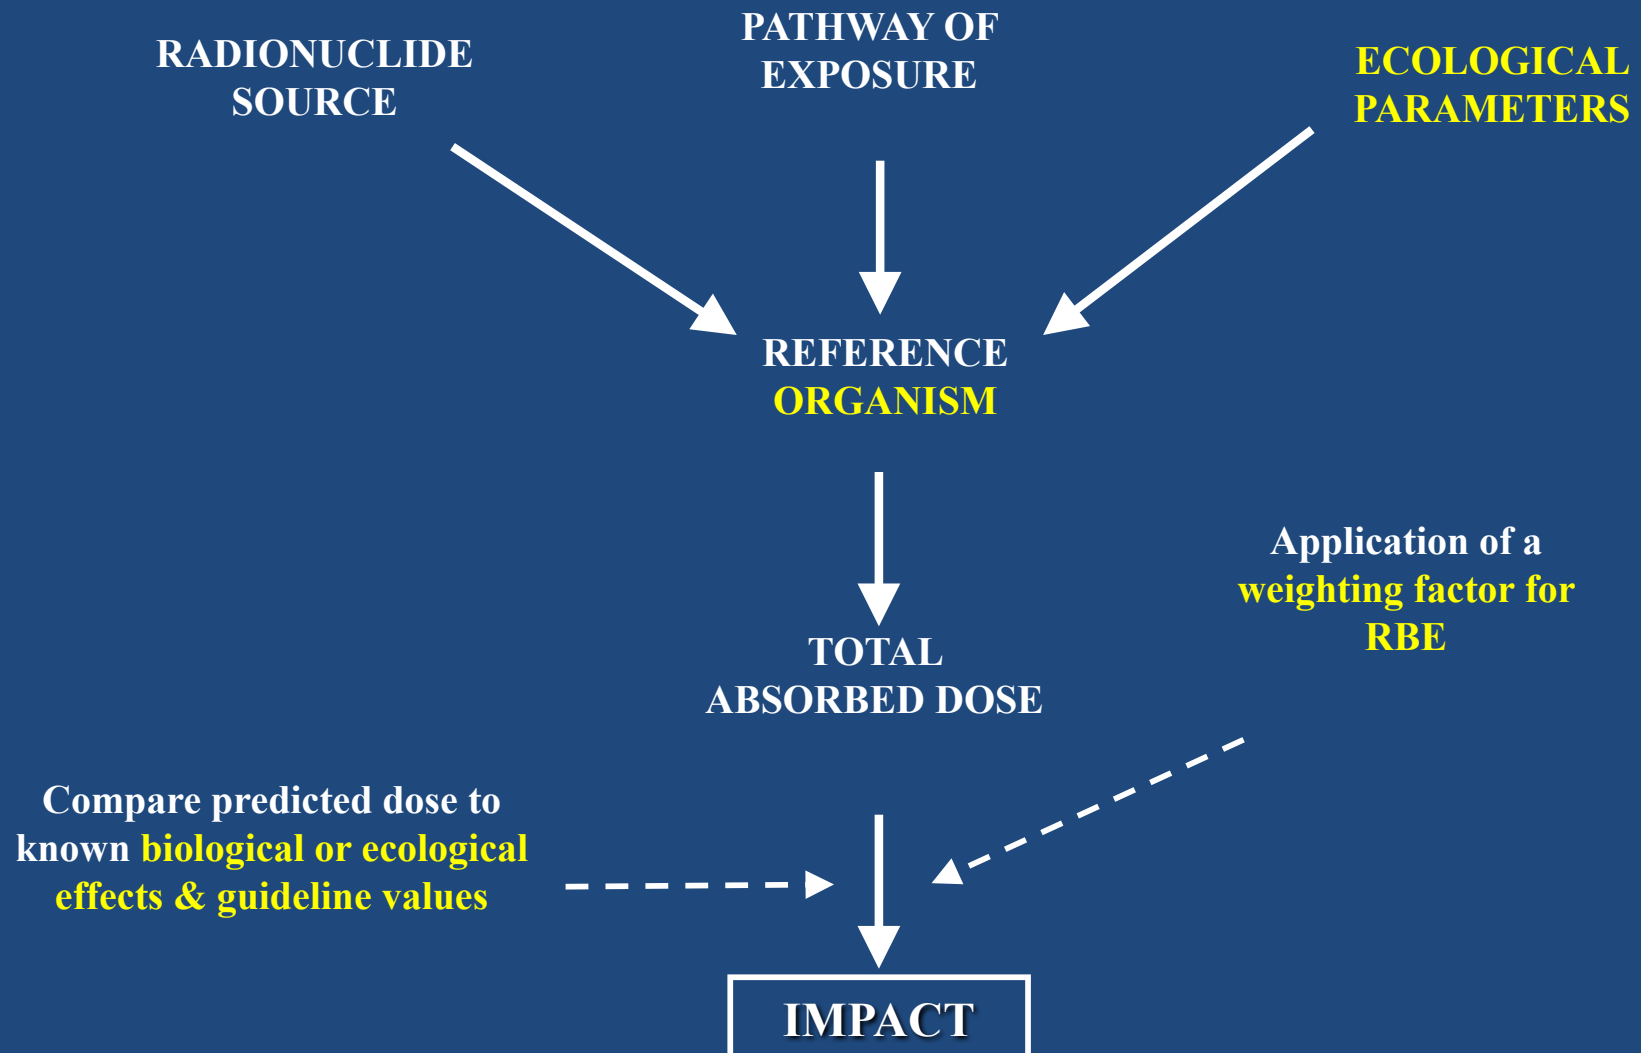 RADIONUCLIDE
SOURCE
PATHWAY OF
EXPOSURE
ECOLOGICAL
PARAMETERS
REFERENCE
ORGANISM
Application of a
weighting factor for
RBE
TOTAL
ABSORBED DOSE
Compare predicted dose to
known biological or ecological
effects & guideline values
IMPACT